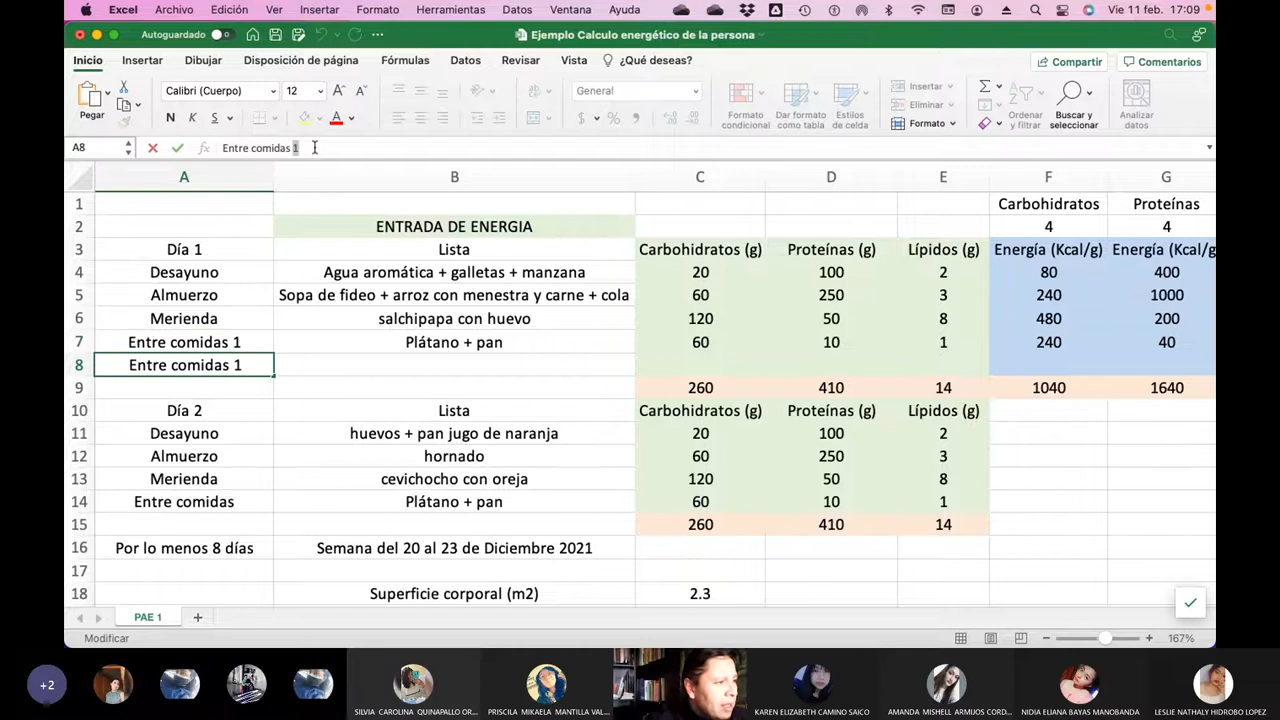 Excel Archivo Edición Ver Insertar Formato Herramientas Datos Ventana Ayuda Vie 11 feb. 17:09
Autoguardado Ejemplo Calculo energético de la persona
Inicio Insertar Dibujar Disposición de página Fórmulas Datos Revisar Vista ¿Qué deseas? Compartir Comentarios
Pegar Calibri (Cuerpo) 12 General
N K S
Formato condicional Dar formato como tabla Estilos de celda Insertar Eliminar Formato Ordenar y filtrar Buscar y seleccionar Analizar datos
A8 fx Entre comidas 1
A B C D E F G
1 Carbohidratos Proteínas
2 ENTRADA DE ENERGIA 4 4
3 Día 1 Lista Carbohidratos (g) Proteínas (g) Lípidos (g) Energía (Kcal/g) Energía (Kcal/g
4 Desayuno Agua aromática + galletas + manzana 20 100 2 80 400
5 Almuerzo Sopa de fideo + arroz con menestra y carne + cola 60 250 3 240 1000
6 Merienda salchipapa con huevo 120 50 8 480 200
7 Entre comidas 1 Plátano + pan 60 10 1 240 40
8 Entre comidas 1
9 260 410 14 1040 1640
10 Día 2 Lista Carbohidratos (g) Proteínas (g) Lípidos (g)
11 Desayuno huevos + pan jugo de naranja 20 100 2
12 Almuerzo hornado 60 250 3
13 Merienda cevichocho con oreja 120 50 8
14 Entre comidas Plátano + pan 60 10 1
15 260 410 14
16 Por lo menos 8 días Semana del 20 al 23 de Diciembre 2021
17
18 Superficie corporal (m2) 2.3
PAE 1
Modificar 167%
+2
SILVIA CAROLINA QUINAPALLO OR... PRISCILA MIKAELA MANTILLA VAL... KAREN ELIZABETH CAMINO SAICO AMANDA MISHELL ARMIJOS CORD... NIDIA ELIANA BAYAS MANOBANDA LESLIE NATHALY HIDROBO LOPEZ